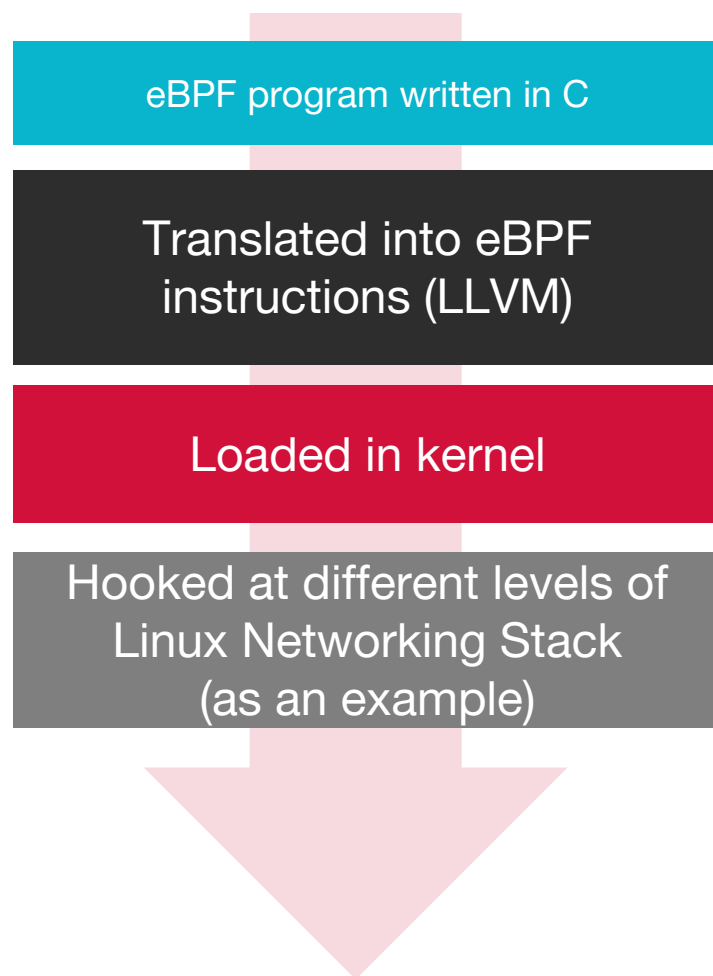 eBPF program written in C
Translated into eBPF
instructions (LLVM)
Loaded in kernel
Hooked at different levels of
Linux Networking Stack
(as an example)